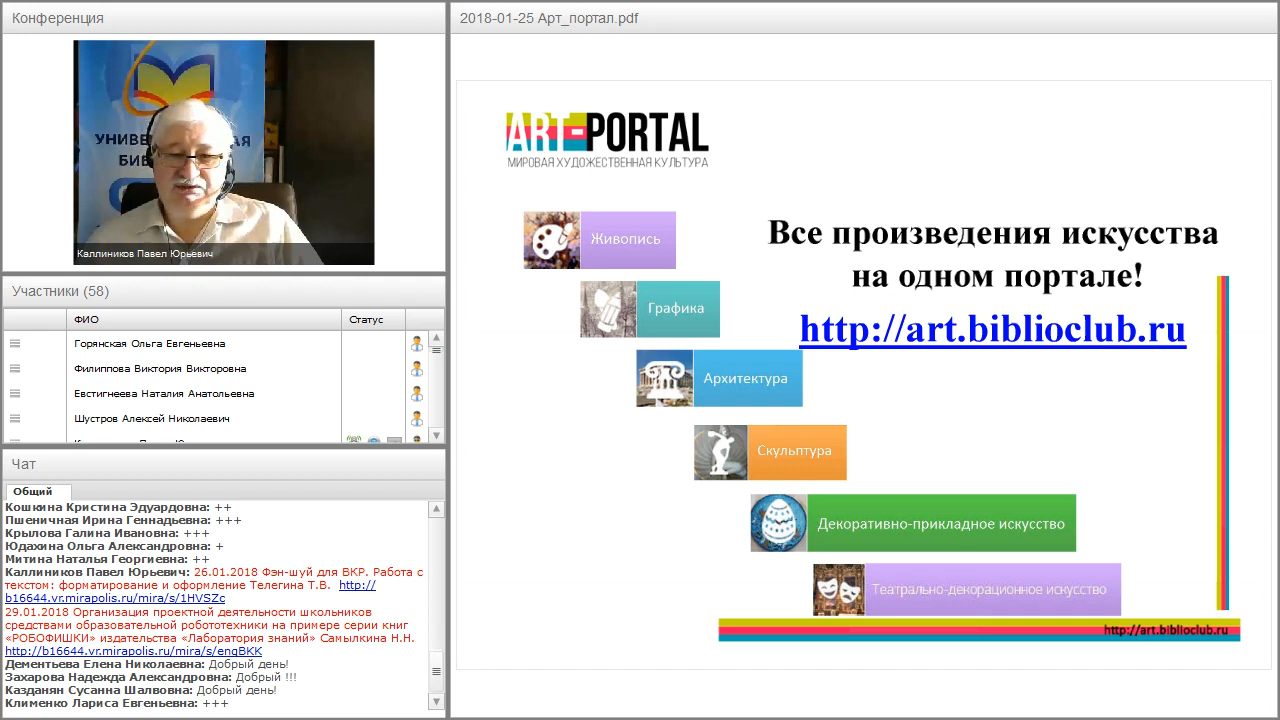 Конференция
УНИВЕ
АЯ
БИБ
Каллиников Павел Юрьевич
Участники (58)
ФИО
Статус
Горянская Ольга Евгеньевна
Филиппова Виктория Викторовна
Евстигнеева Наталия Анатольевна
Шустров Алексей Николаевич
Чат
Общий
Кошкина Кристина Эдуардовна: ++
Пшеничная Ирина Геннадьевна: +++
Крылова Галина Ивановна: +++
Юдахина Ольга Александровна: +
Митина Наталья Георгиевна: ++
Каллиников Павел Юрьевич: 26.01.2018 Фэн-шуй для ВКР. Работа с
текстом: форматирование и оформление Телегина Т.В. http://
b16644.vr.mirapolis.ru/mira/s/1HVSZc
29.01.2018 Организация проектной деятельности школьников
средствами образовательной робототехники на примере серии книг
«РОБОФИШКИ» издательства «Лаборатория знаний» Самылкина Н.Н.
http://b16644.vr.mirapolis.ru/mira/s/enqBKK
Дементьева Елена Николаевна: Добрый день!
Захарова Надежда Александровна: Добрый !!!
Казданян Сусанна Шалвовна: Добрый день!
Клименко Лариса Евгеньевна: +++
2018-01-25 Арт_портал.pdf
ART-PORTAL
МИРОВАЯ ХУДОЖЕСТВЕННАЯ КУЛЬТУРА
Живопись
Графика
Архитектура
Скульптура
Декоративно-прикладное искусство
Театрально-декорационное искусство
Все произведения искусства
на одном портале!
http://art.biblioclub.ru
http://art.biblioclub.ru